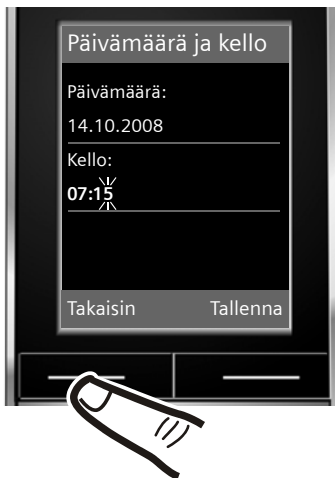 Päivämäärä ja kello
Päivämäärä:
14.10.2008
Kello:
07:15
Takaisin Tallenna